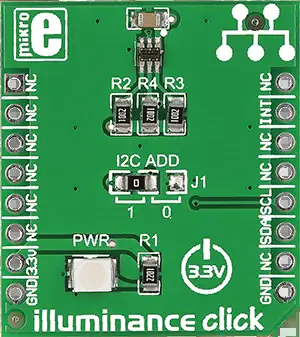 mikro
e
R2 R4 R3
1002 1002 1002
I2C ADD
0
J1
1 0
PWR
R1
2201
3.3V
NC
NC
NC
NC
NC
NC
3.3V
GND
NC
INT
NC
NC
SCL
SDA
NC
GND
illuminance click